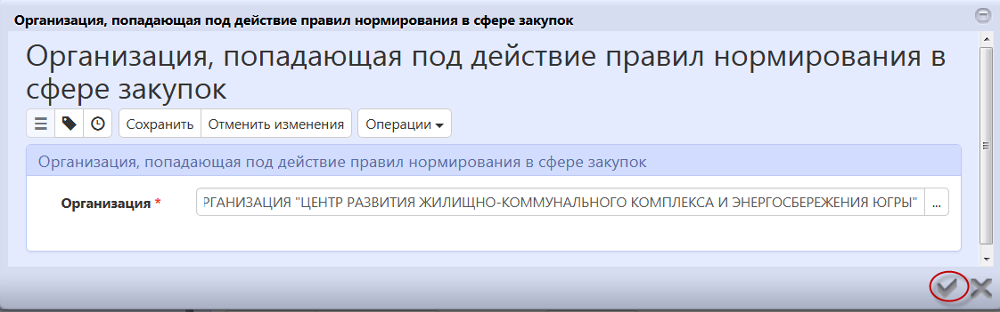 Организация, попадающая под действие правил нормирования в сфере закупок
Организация, попадающая под действие правил нормирования в
сфере закупок
Сохранить Отменить изменения Операции
Организация, попадающая под действие правил нормирования в сфере закупок
Организация * РГАНИЗАЦИЯ "ЦЕНТР РАЗВИТИЯ ЖИЛИЩНО-КОММУНАЛЬНОГО КОМПЛЕКСА И ЭНЕРГОСБЕРЕЖЕНИЯ ЮГРЫ" ...